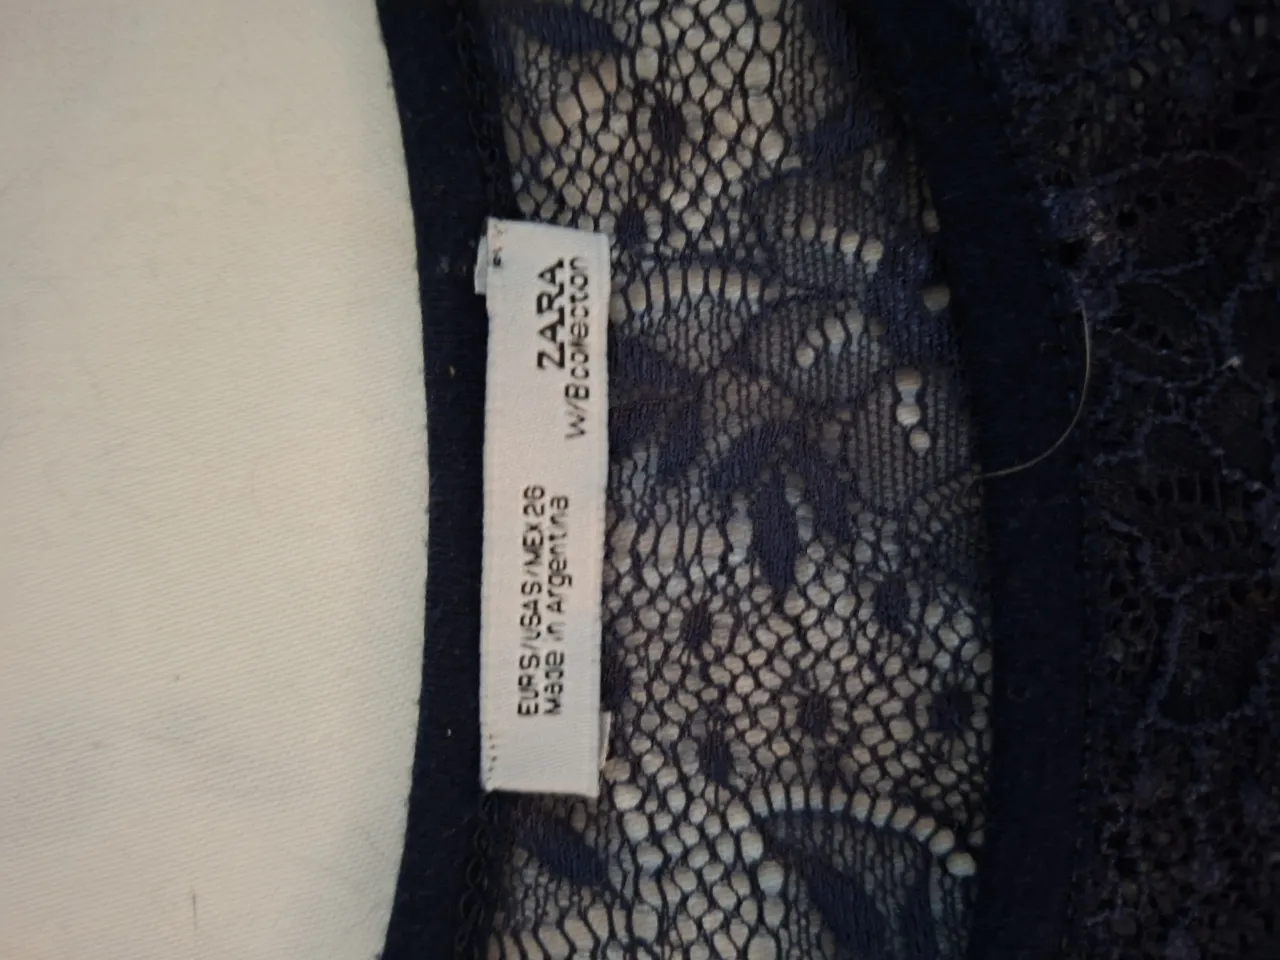 ZARA
W/B collection
EUR S/USA S/MEX 26
Made in Argentina